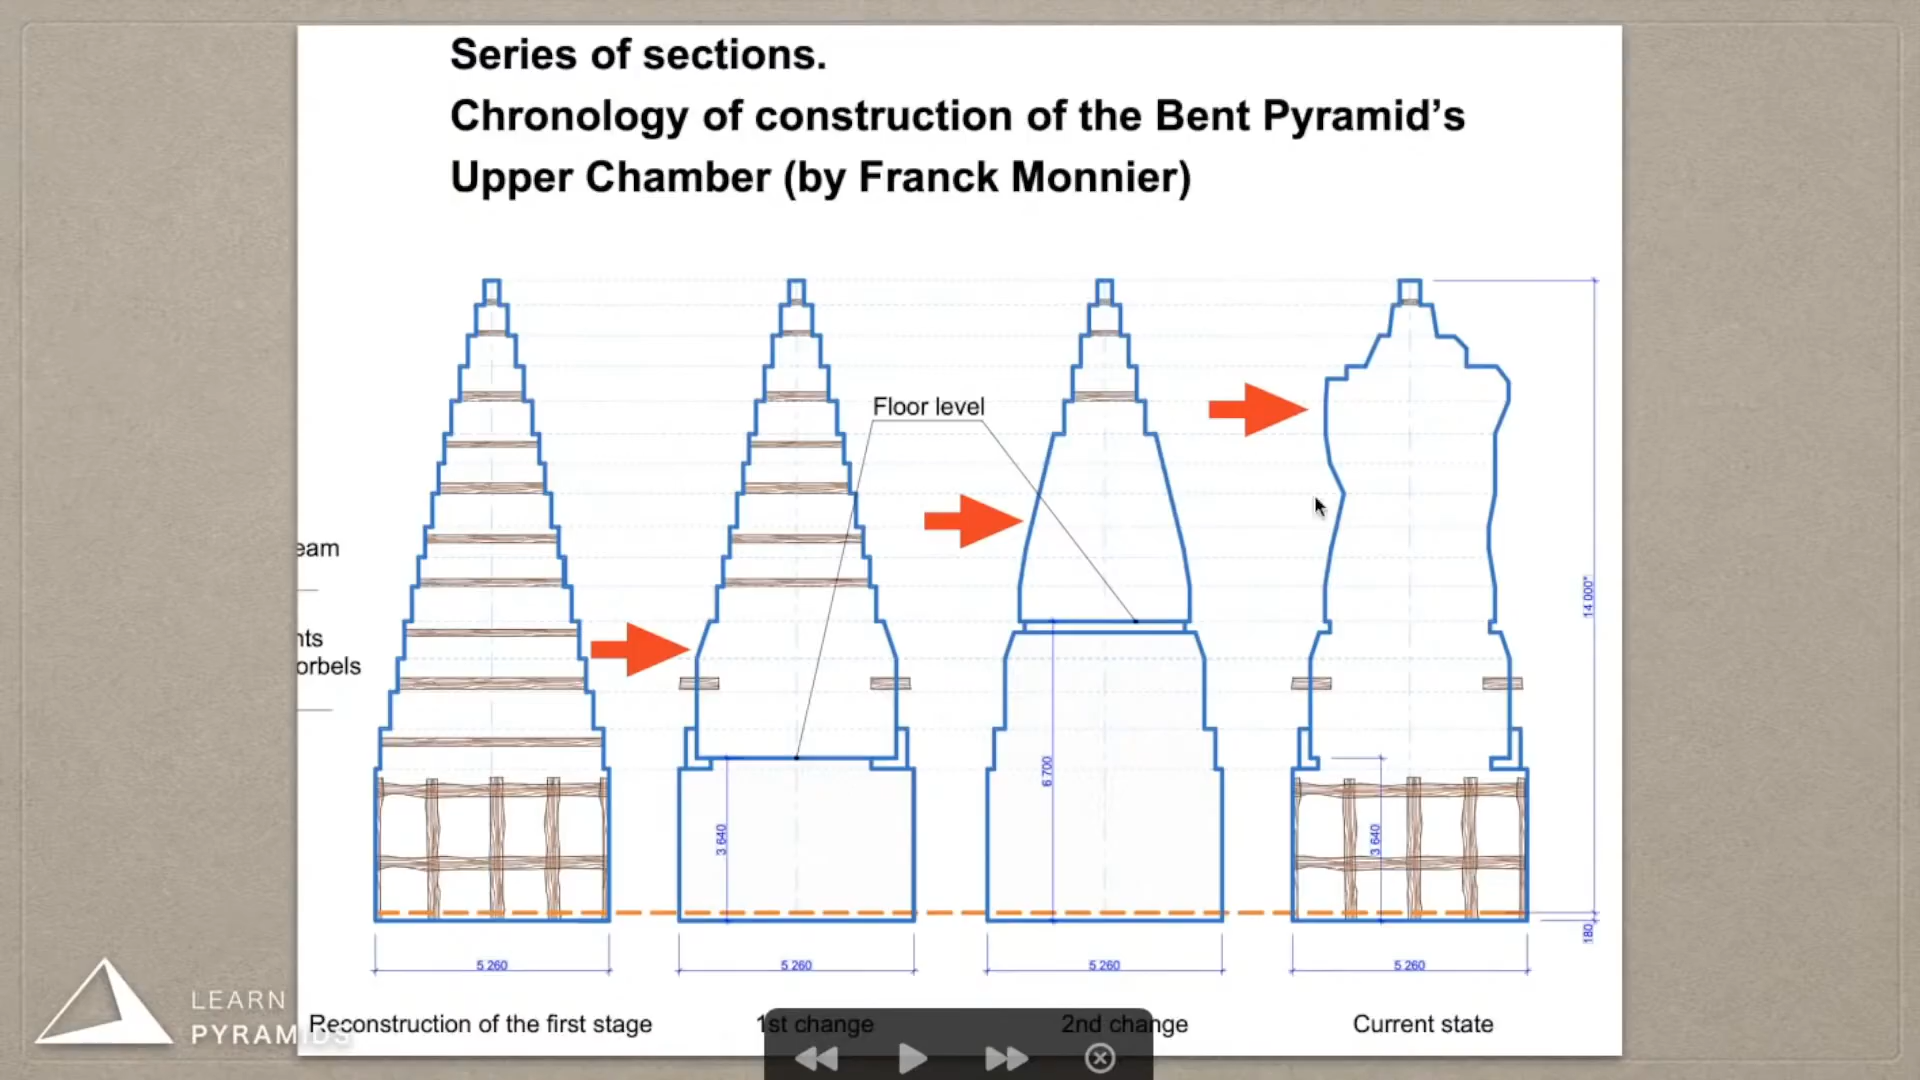 Series of sections.
Chronology of construction of the Bent Pyramid’s
Upper Chamber (by Franck Monnier)
Floor level
eam
nts
orbels
14 000*
6 700
3 640
3 640
180
5 260
5 260
5 260
5 260
Reconstruction of the first stage
1st change
2nd change
Current state
LEARN
PYRAMIDS